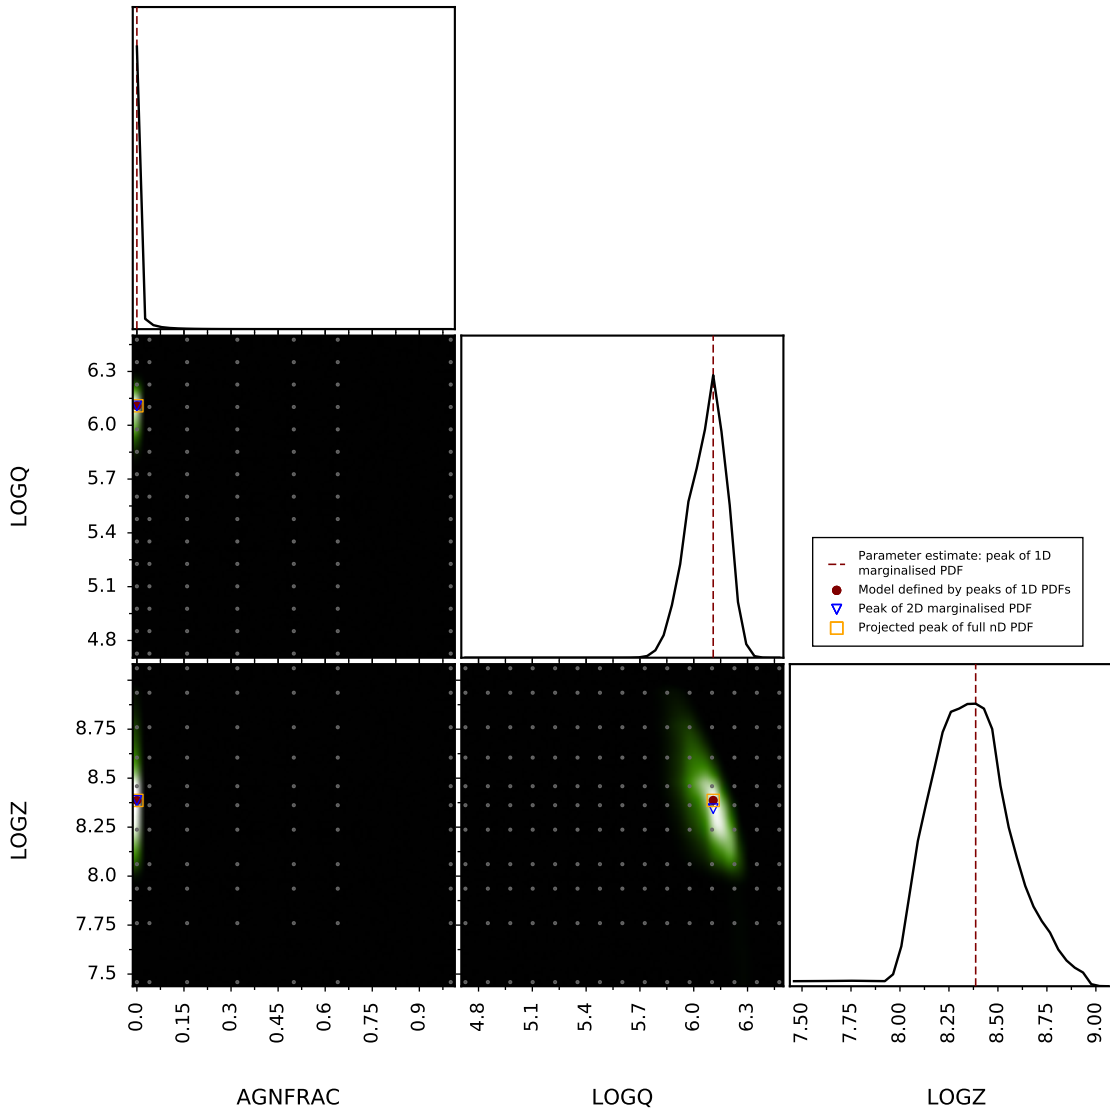 6.3
6.0
5.7
5.4
5.1
4.8
LOGQ
Parameter estimate: peak of 1D
marginalised PDF
Model defined by peaks of 1D PDFs
Peak of 2D marginalised PDF
Projected peak of full nD PDF
8.75
8.5
8.25
8.0
7.75
7.5
LOGZ
0.0 0.15 0.3 0.45 0.6 0.75 0.9
4.8 5.1 5.4 5.7 6.0 6.3
7.50 7.75 8.00 8.25 8.50 8.75 9.00
AGNFRAC LOGQ LOGZ